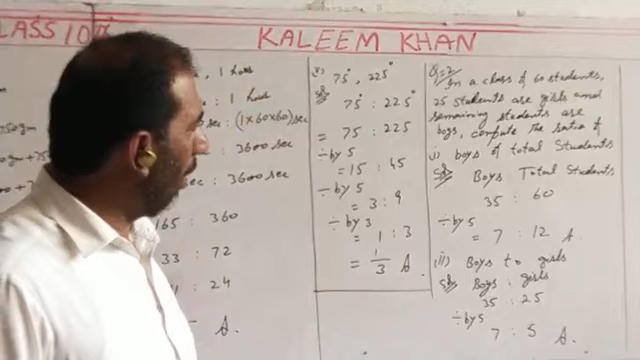 LASS 10th
KALEEM KHAN
750gm
, 1 hour
: 1 hour
sec : (1×60×60) sec
: 3600 sec
sec : 3600 sec
165 : 360
33 : 72
: 24
A.
ii) 75°, 225°
Sol 75° : 225°
= 75 : 225
÷ by 5
= 15 : 45
÷ by 5
= 3 : 9
÷ by 3
= 1 : 3
= 1/3 A.
Q=2/ In a class of 60 students,
25 students are girls and
remaining students are
boys, compute the ratio of
i) boys of total Students
Sol Boys Total Students
35 : 60
÷ by 5
= 7 : 12 A.
(ii) Boys to girls
Sol Boys : girls
35 : 25
÷ by 5
7 : 5 A.